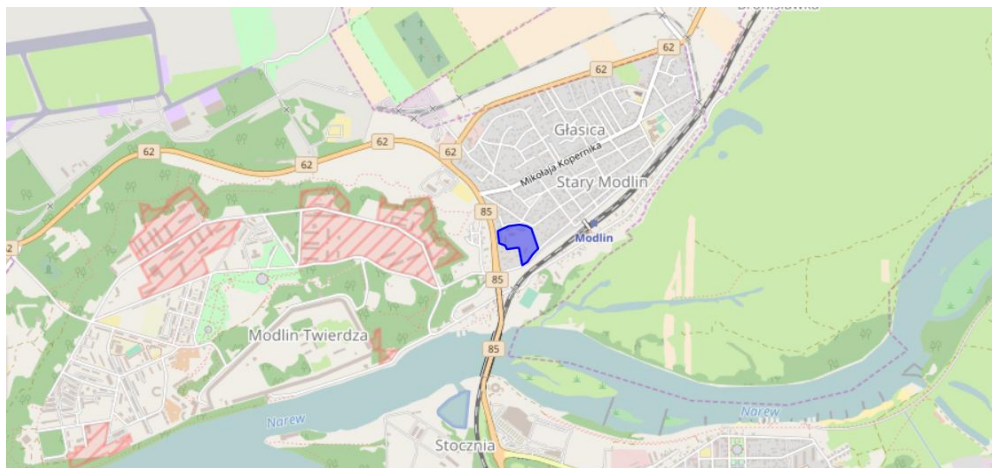 62
62
62
62
62
62
Głasica
Mikołaja Kopernika
Stary Modlin
85
Modlin
85
Modlin Twierdza
85
Narew
Narew
Stocznia